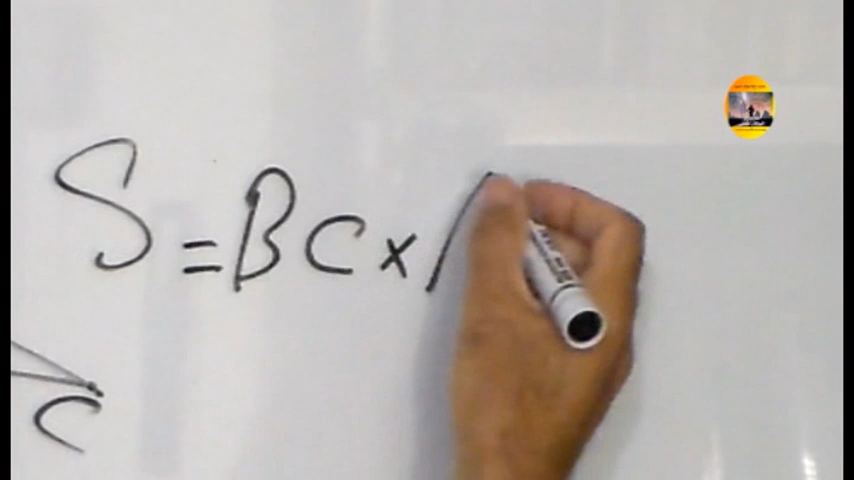 S = BC ×
C